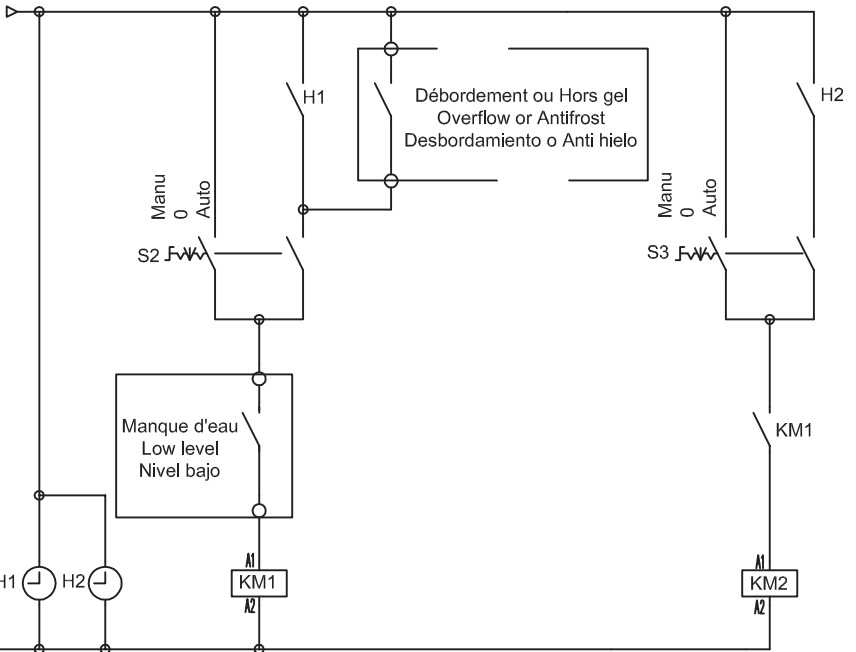 H1
Débordement ou Hors gel
Overflow or Antifrost
Desbordamiento o Anti hielo
H2
Manu
0
Auto
S2
Manu
0
Auto
S3
Manque d'eau
Low level
Nivel bajo
KM1
H1
H2
A1
KM1
A2
A1
KM2
A2